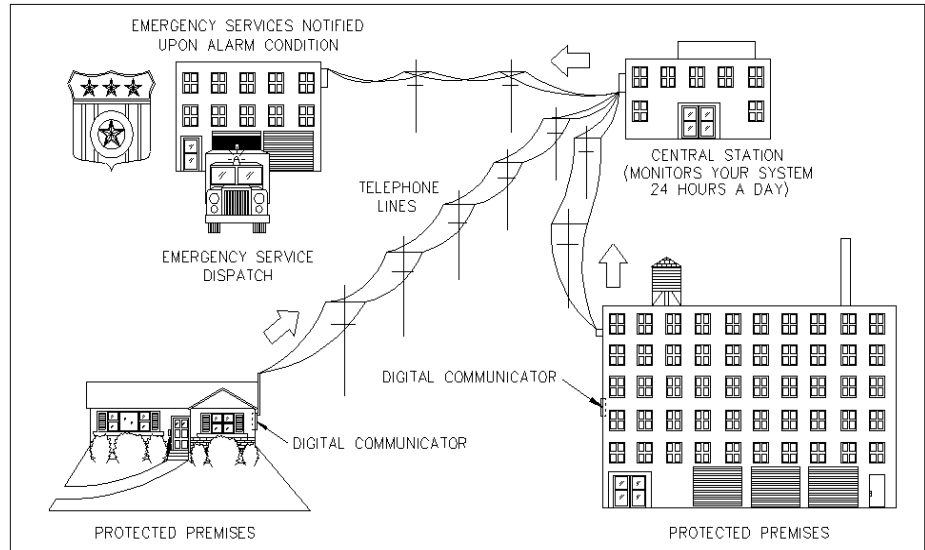 EMERGENCY SERVICES NOTIFIED
UPON ALARM CONDITION
CENTRAL STATION
(MONITORS YOUR SYSTEM
24 HOURS A DAY)
TELEPHONE
LINES
EMERGENCY SERVICE
DISPATCH
DIGITAL COMMUNICATOR
DIGITAL COMMUNICATOR
PROTECTED PREMISES
PROTECTED PREMISES